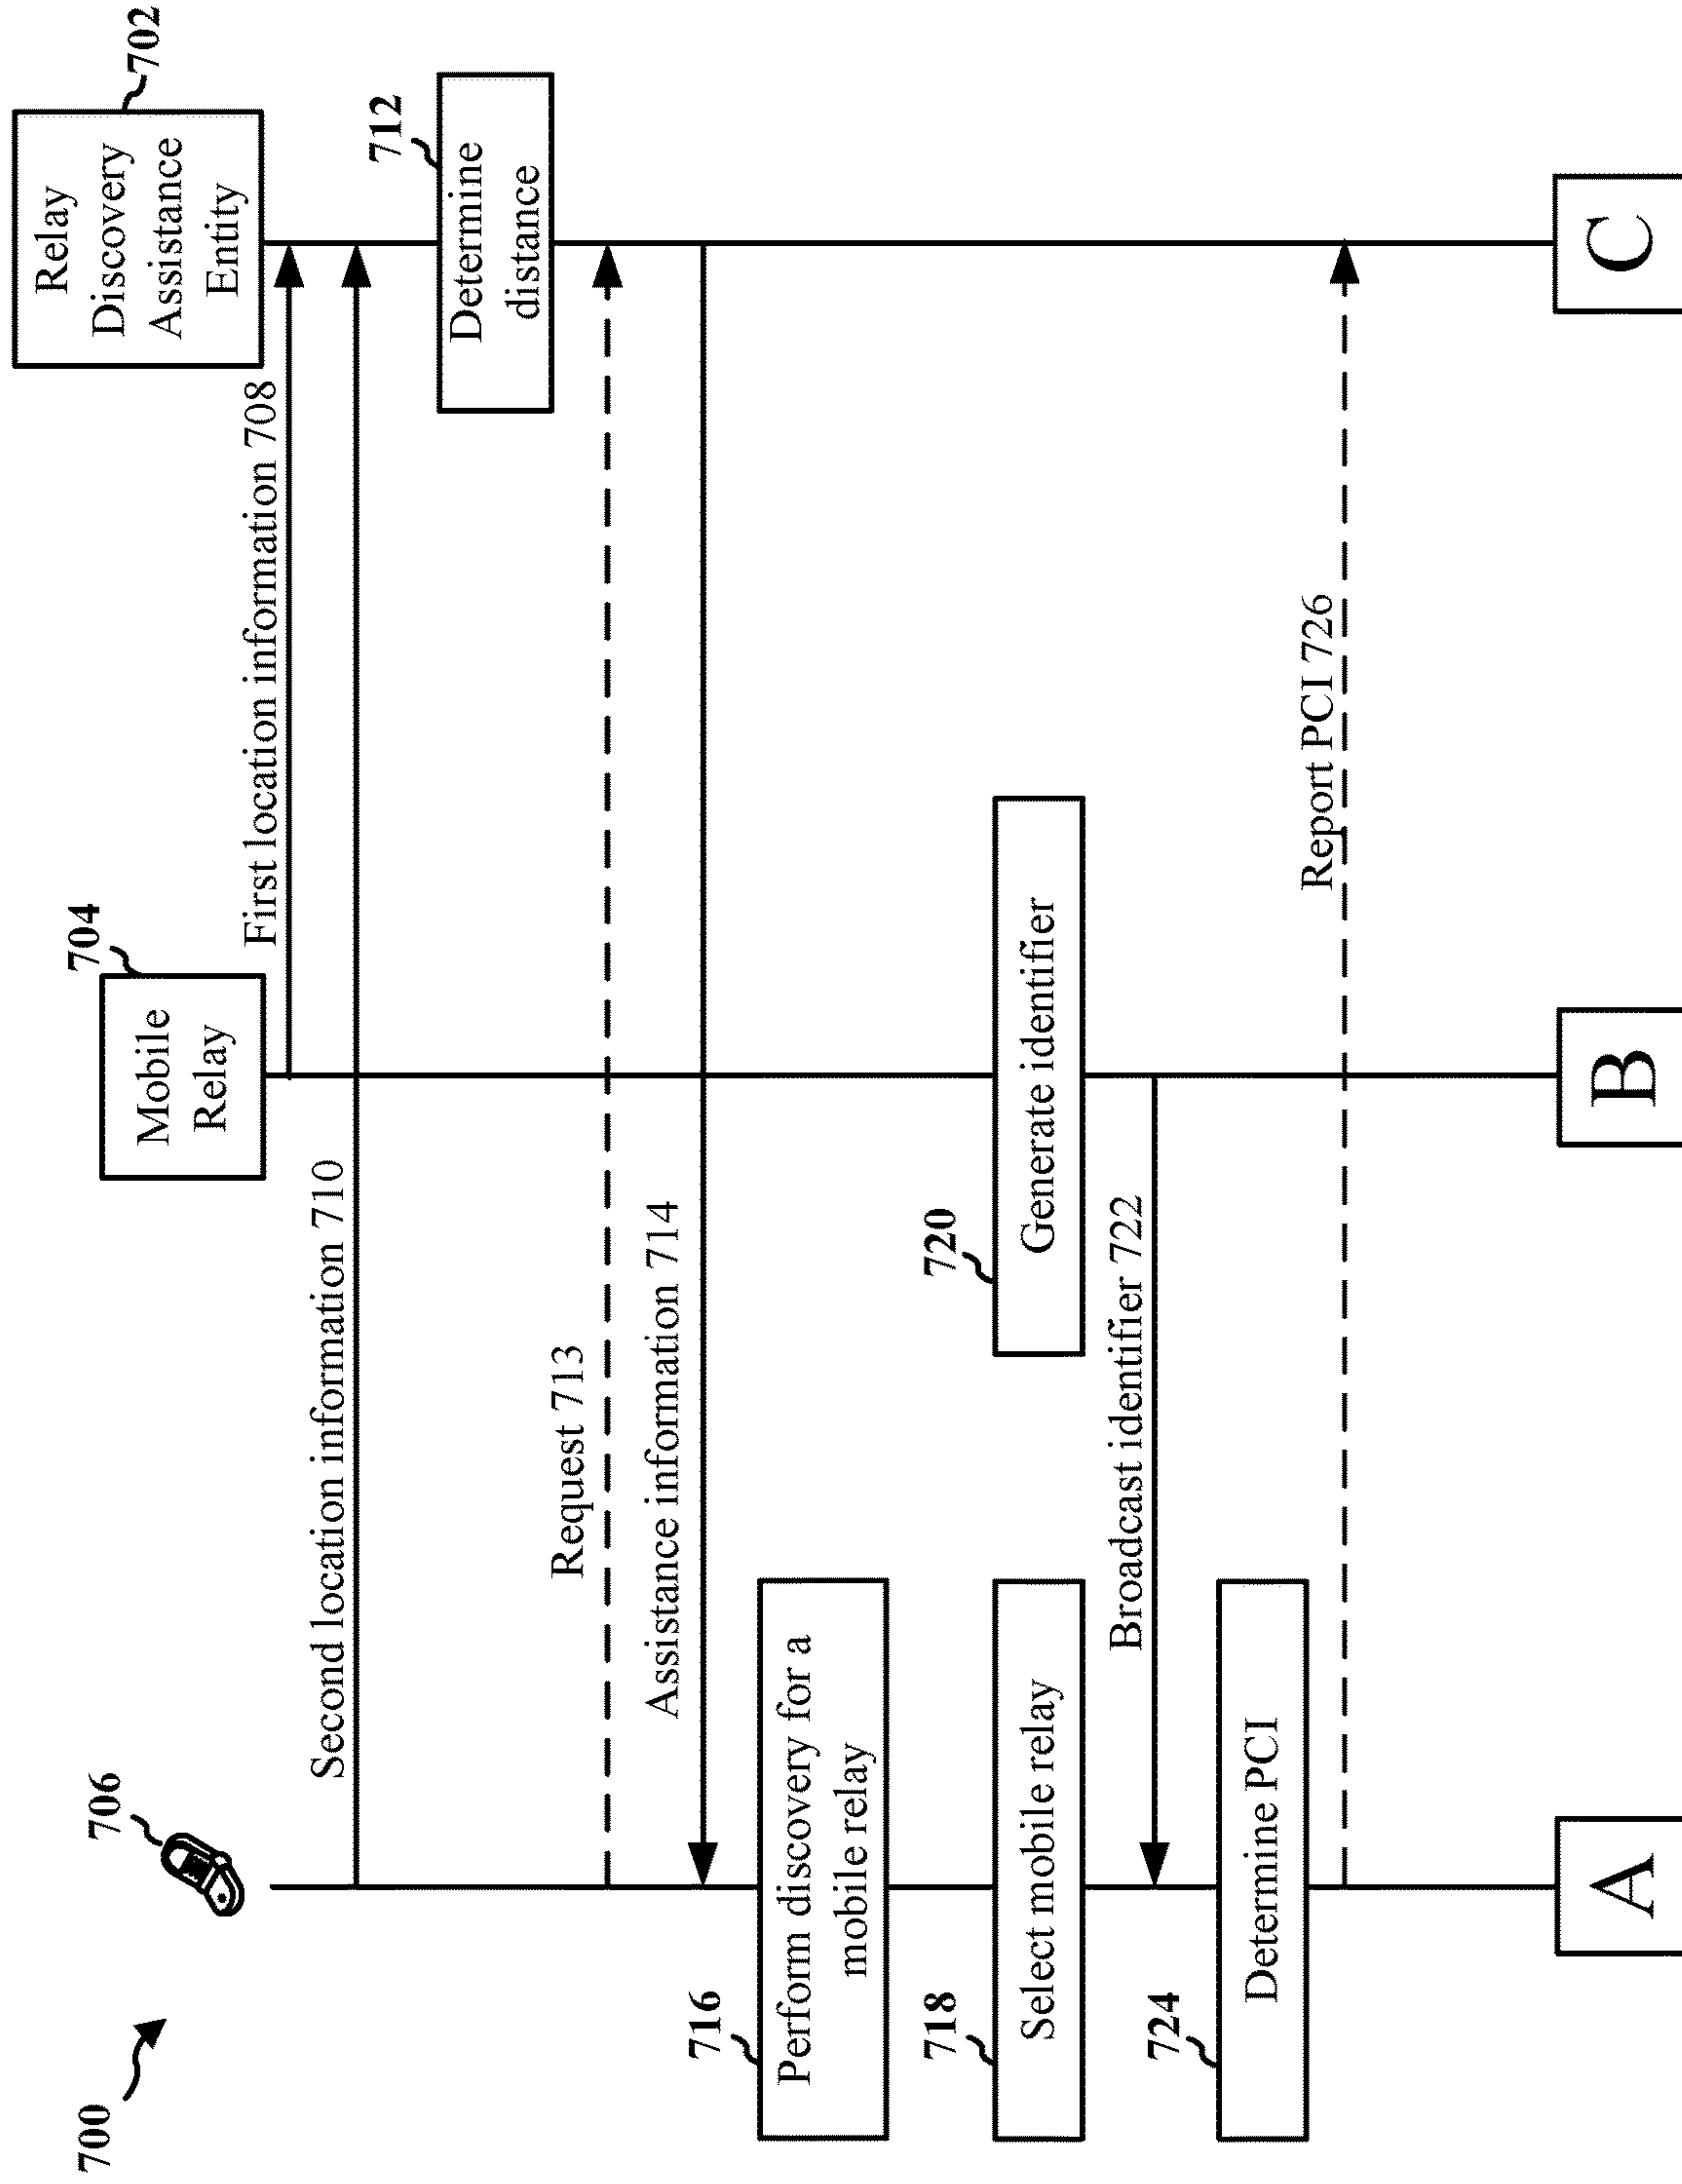 700
706
704
702
Mobile
Relay
Relay
Discovery
Assistance
Entity
First location information 708
Second location information 710
712
Determine
distance
Request 713
Assistance information 714
716
Perform discovery for a
mobile relay
718
Select mobile relay
720
Generate identifier
Broadcast identifier 722
724
Determine PCI
Report PCI 726
A
B
C